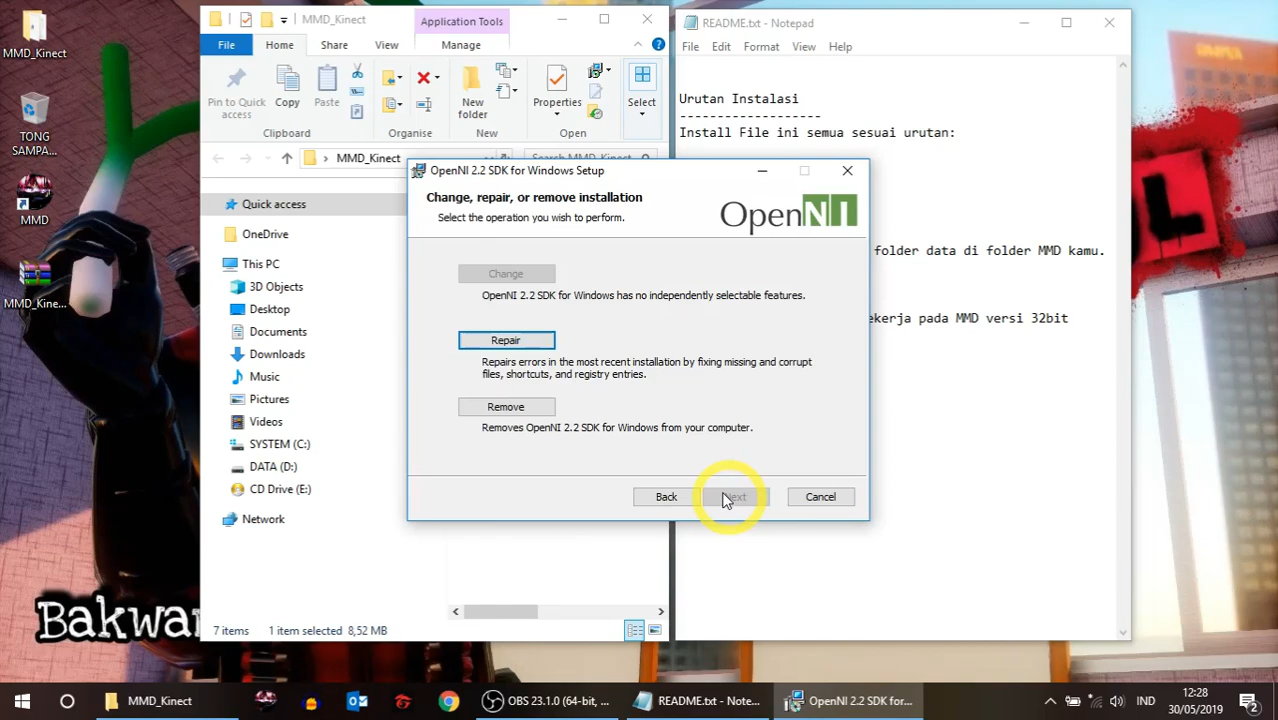 MMD_Kinect
TONG
SAMPA...
MMD
MMD_Kine...
MMD_Kinect
Application Tools
File
Home
Share
View
Manage
Pin to Quick
access
Copy
Paste
New
folder
Properties
Select
Clipboard
Organise
New
Open
MMD_Kinect
Search MMD_Kinect
Quick access
OneDrive
This PC
3D Objects
Desktop
Documents
Downloads
Music
Pictures
Videos
SYSTEM (C:)
DATA (D:)
CD Drive (E:)
Network
7 items
1 item selected 8,52 MB
README.txt - Notepad
File
Edit
Format
View
Help
Urutan Instalasi
-------------------
Install File ini semua sesuai urutan:
folder data di folder MMD kamu.
ekerja pada MMD versi 32bit
OpenNI 2.2 SDK for Windows Setup
Change, repair, or remove installation
Select the operation you wish to perform.
OpenNI
Change
OpenNI 2.2 SDK for Windows has no independently selectable features.
Repair
Repairs errors in the most recent installation by fixing missing and corrupt
files, shortcuts, and registry entries.
Remove
Removes OpenNI 2.2 SDK for Windows from your computer.
Back
Next
Cancel
Bakwa
MMD_Kinect
OBS 23.1.0 (64-bit, ...
README.txt - Note...
OpenNI 2.2 SDK for...
IND
12:28
30/05/2019
2